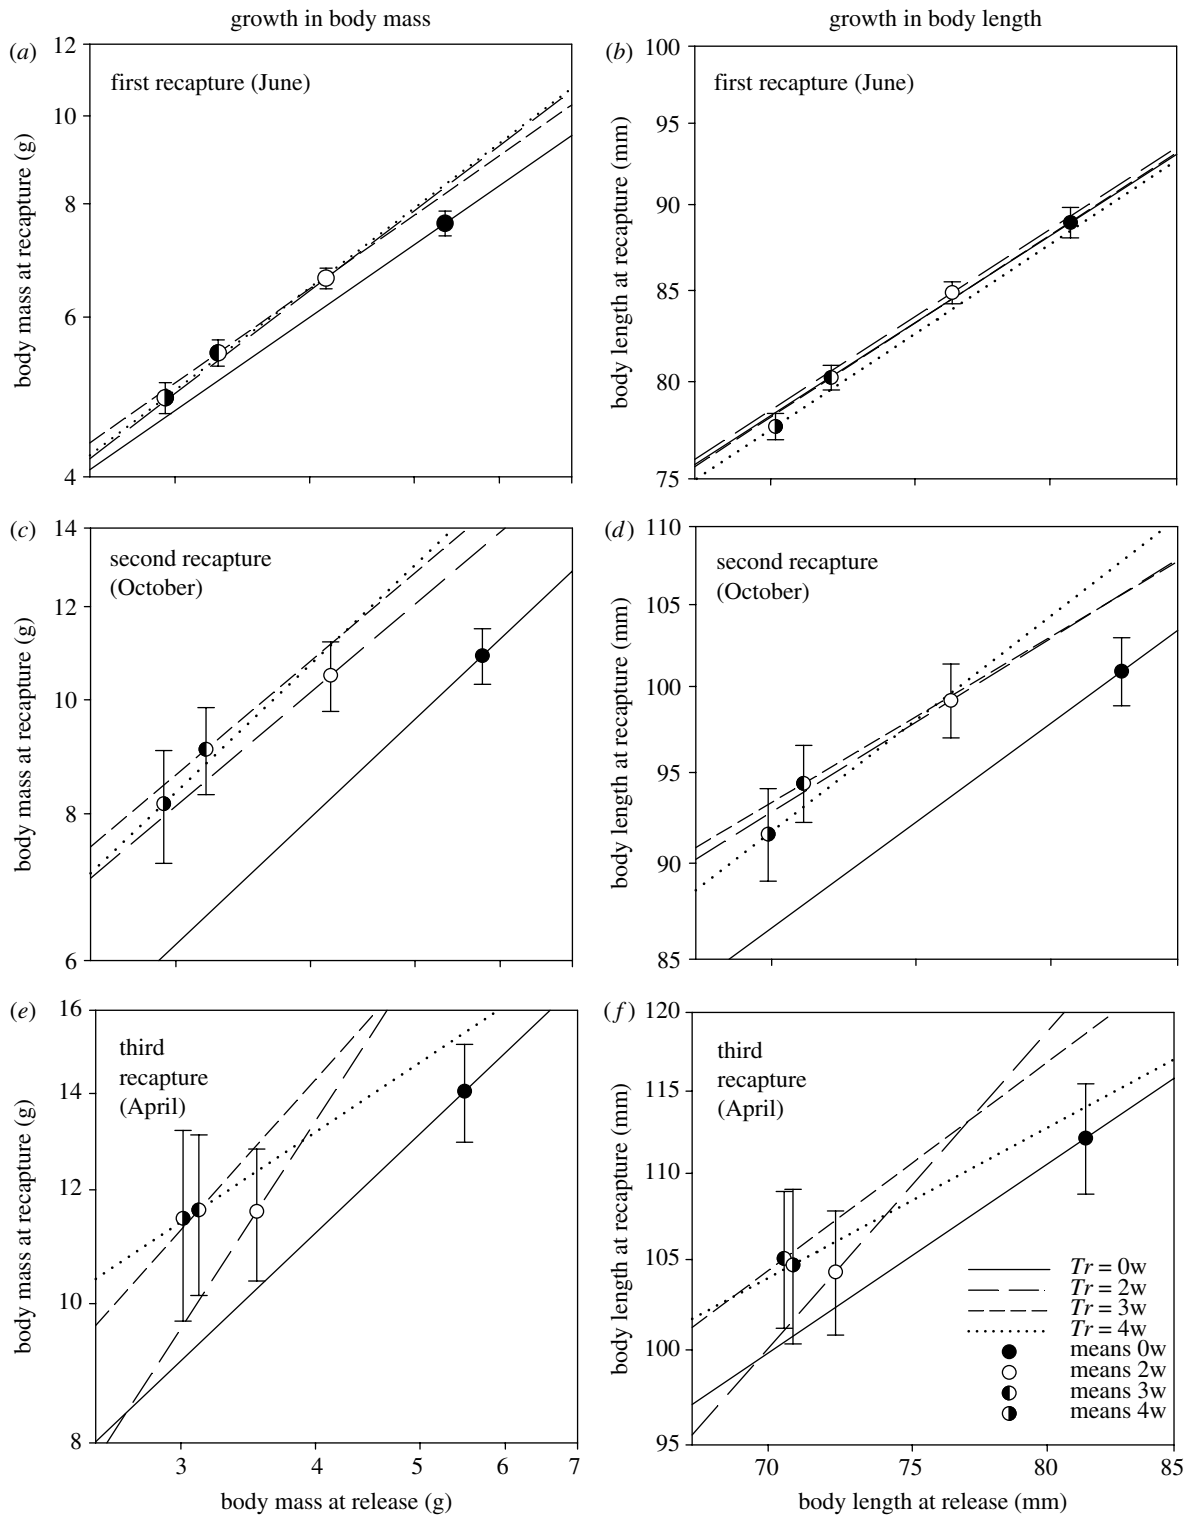 growth in body mass
growth in body length
(a)
12
10
8
6
4
body mass at recapture (g)
first recapture (June)
(b)
100
95
90
85
80
75
body length at recapture (mm)
first recapture (June)
(c)
14
12
10
8
6
body mass at recapture (g)
second recapture
(October)
(d)
110
107
105
100
95
90
85
body length at recapture (mm)
second recapture
(October)
(e)
16
14
12
10
8
body mass at recapture (g)
third
recapture
(April)
3
4
5
6
7
body mass at release (g)
(f)
120
115
110
105
100
95
body length at recapture (mm)
third
recapture
(April)
Tr = 0w
Tr = 2w
Tr = 3w
Tr = 4w
means 0w
means 2w
means 3w
means 4w
70
75
80
85
body length at release (mm)